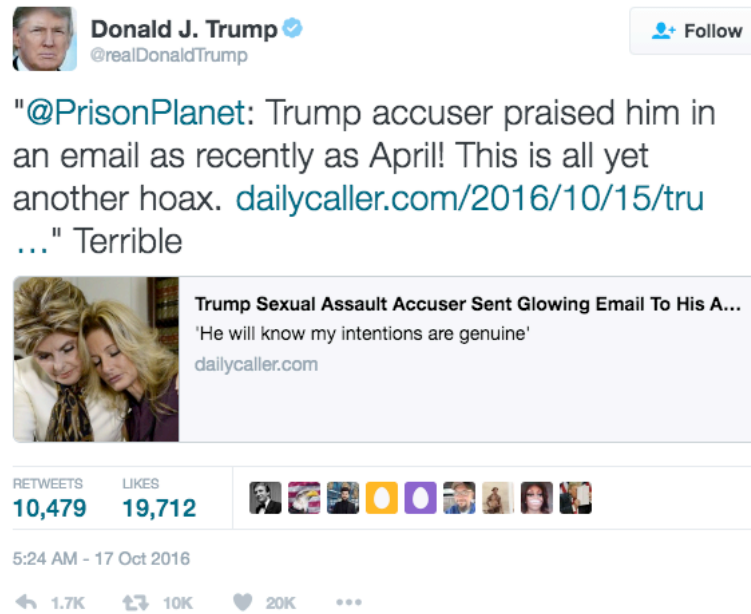 Donald J. Trump
Follow
@realDonaldTrump
"@PrisonPlanet: Trump accuser praised him in
an email as recently as April! This is all yet
another hoax. dailycaller.com/2016/10/15/tru
…" Terrible
Trump Sexual Assault Accuser Sent Glowing Email To His A...
'He will know my intentions are genuine'
dailycaller.com
RETWEETS LIKES
10,479 19,712
5:24 AM - 17 Oct 2016
1.7K 10K 20K